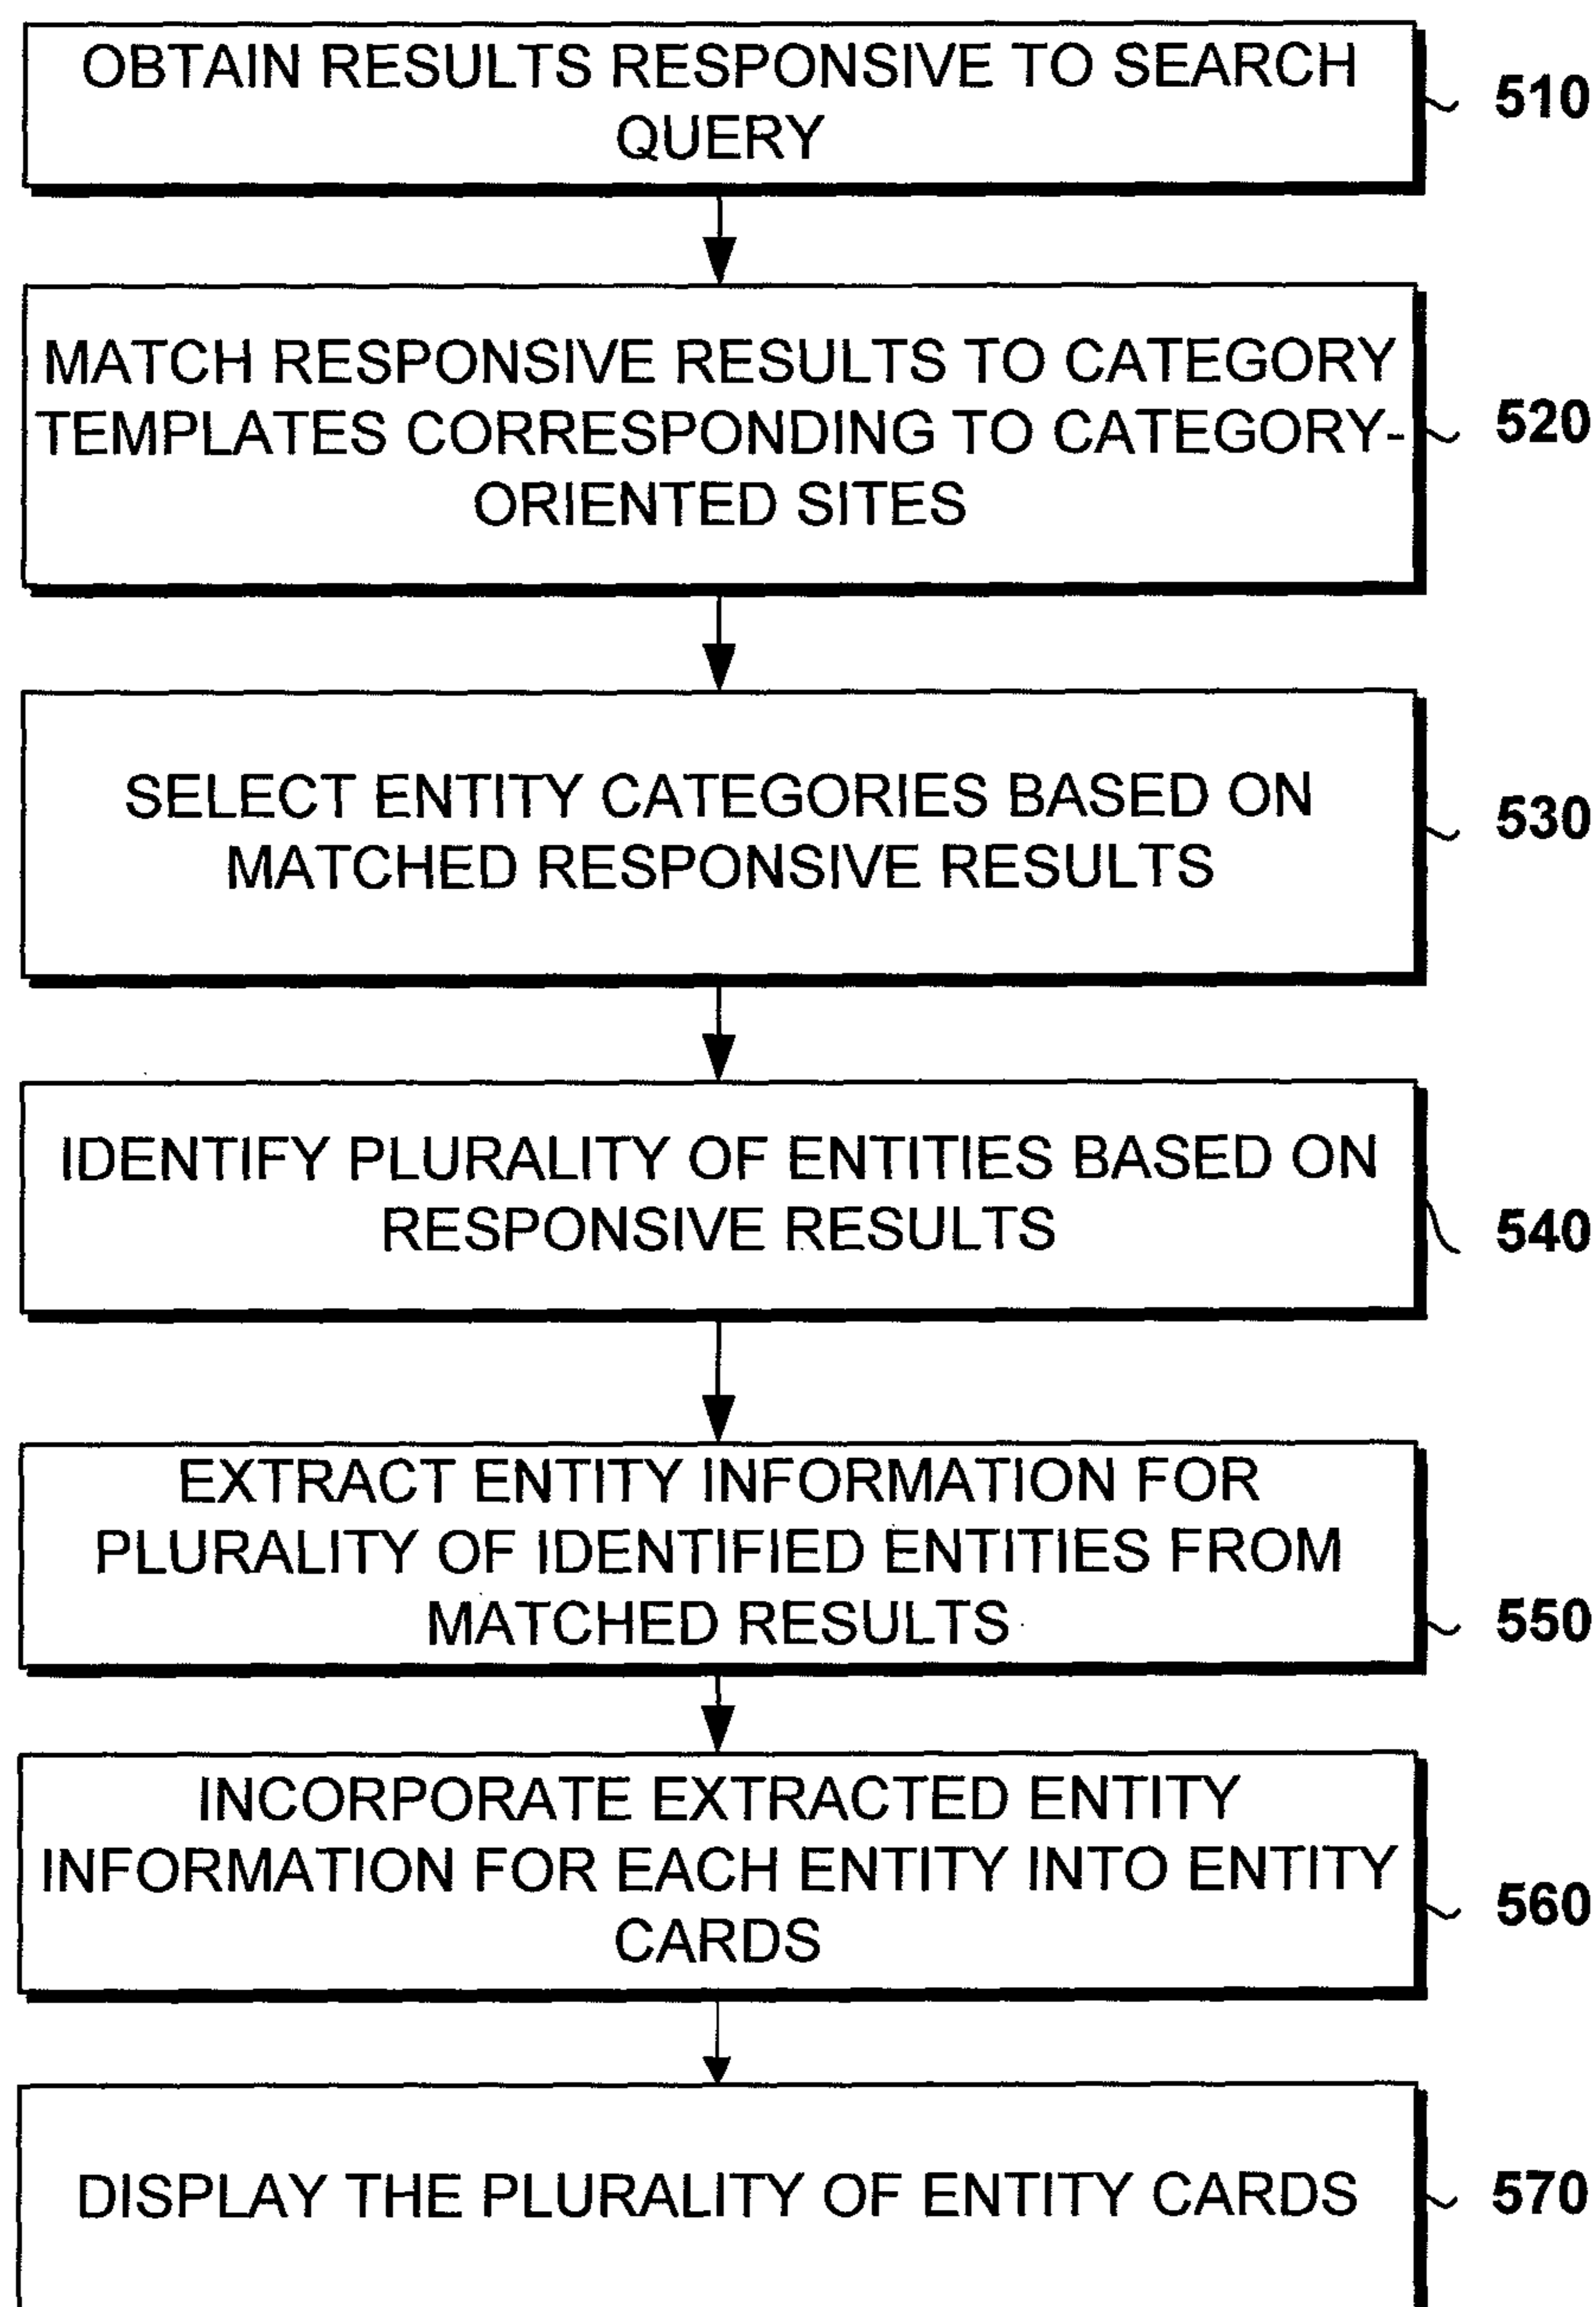 OBTAIN RESULTS RESPONSIVE TO SEARCH
QUERY
510
MATCH RESPONSIVE RESULTS TO CATEGORY
TEMPLATES CORRESPONDING TO CATEGORY-
ORIENTED SITES
520
SELECT ENTITY CATEGORIES BASED ON
MATCHED RESPONSIVE RESULTS
530
IDENTIFY PLURALITY OF ENTITIES BASED ON
RESPONSIVE RESULTS
540
EXTRACT ENTITY INFORMATION FOR
PLURALITY OF IDENTIFIED ENTITIES FROM
MATCHED RESULTS
550
INCORPORATE EXTRACTED ENTITY
INFORMATION FOR EACH ENTITY INTO ENTITY
CARDS
560
DISPLAY THE PLURALITY OF ENTITY CARDS
570